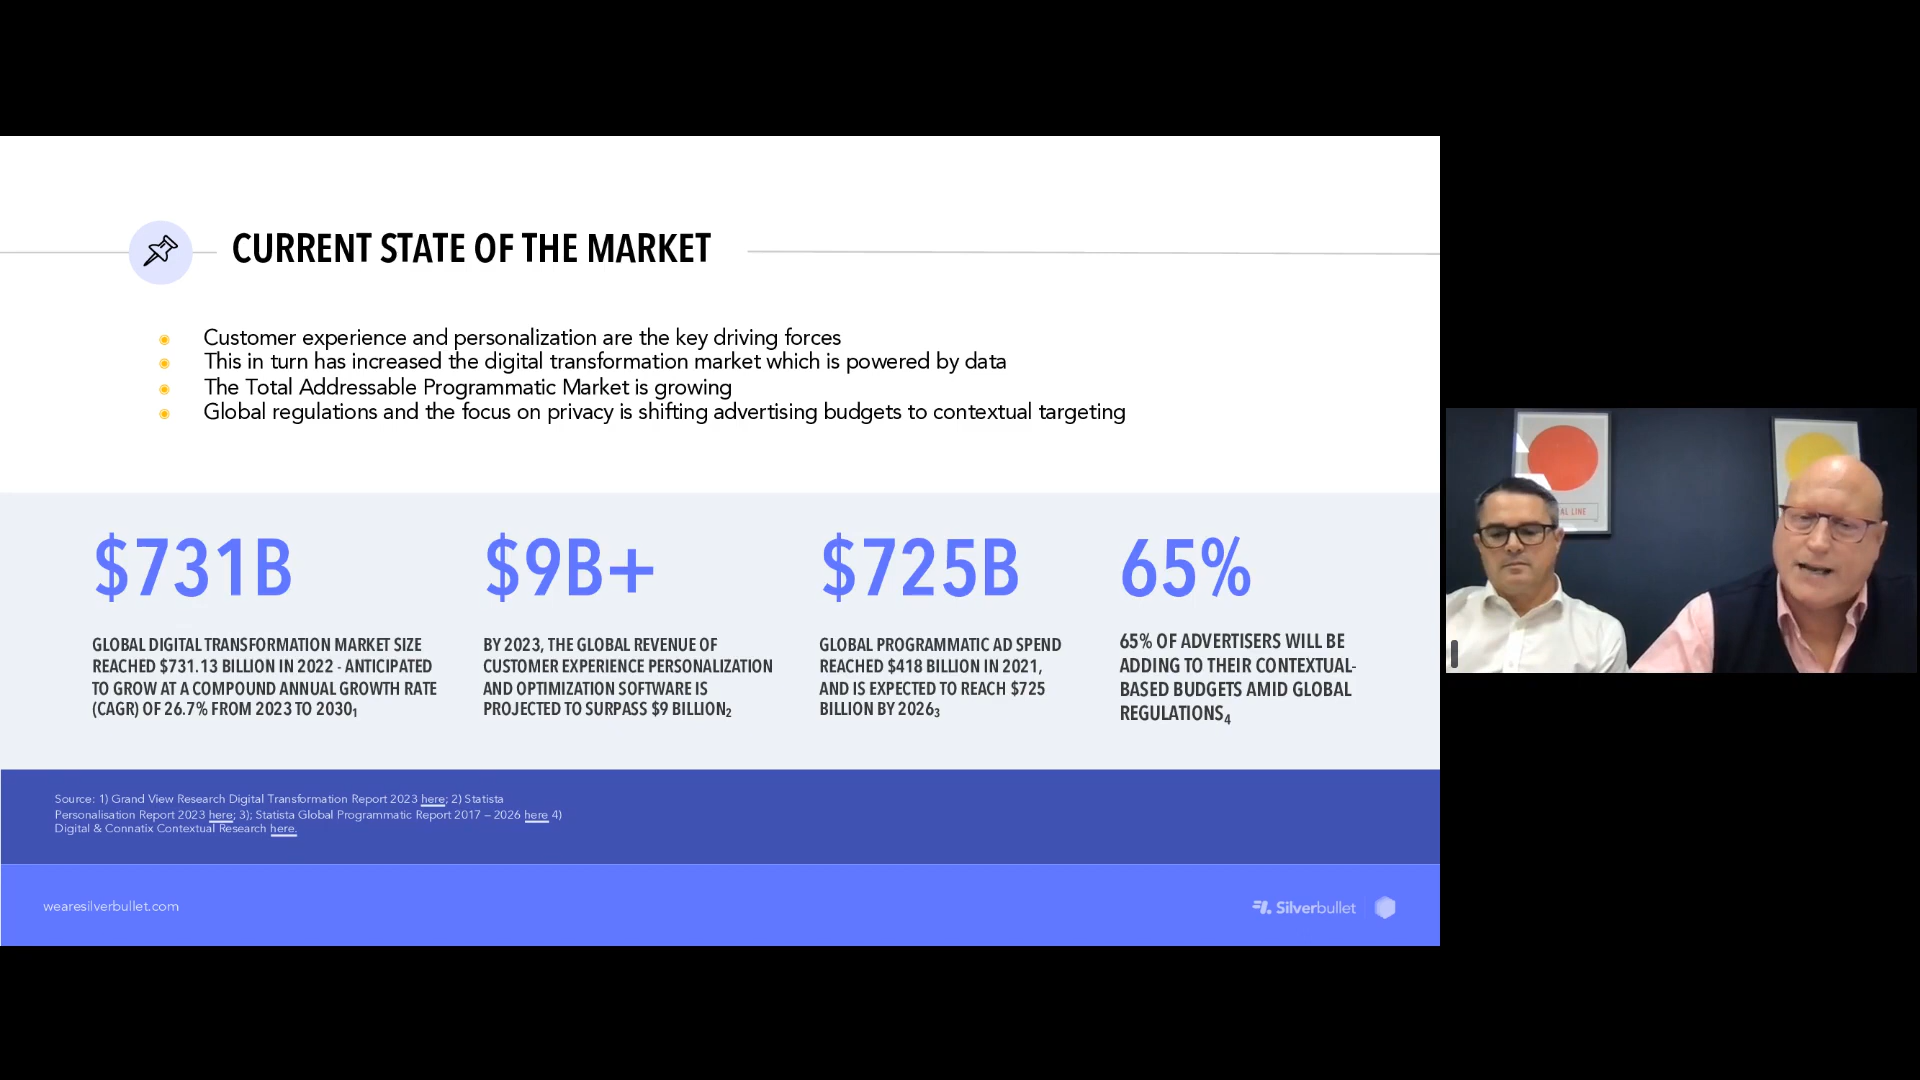 CURRENT STATE OF THE MARKET
Customer experience and personalization are the key driving forces
This in turn has increased the digital transformation market which is powered by data
The Total Addressable Programmatic Market is growing
Global regulations and the focus on privacy is shifting advertising budgets to contextual targeting
$731B
GLOBAL DIGITAL TRANSFORMATION MARKET SIZE
REACHED $731.13 BILLION IN 2022 - ANTICIPATED
TO GROW AT A COMPOUND ANNUAL GROWTH RATE
(CAGR) OF 26.7% FROM 2023 TO 2030₁
$9B+
BY 2023, THE GLOBAL REVENUE OF
CUSTOMER EXPERIENCE PERSONALIZATION
AND OPTIMIZATION SOFTWARE IS
PROJECTED TO SURPASS $9 BILLION₂
$725B
GLOBAL PROGRAMMATIC AD SPEND
REACHED $418 BILLION IN 2021,
AND IS EXPECTED TO REACH $725
BILLION BY 2026₃
65%
65% OF ADVERTISERS WILL BE
ADDING TO THEIR CONTEXTUAL-
BASED BUDGETS AMID GLOBAL
REGULATIONS₄
Source: 1) Grand View Research Digital Transformation Report 2023 here; 2) Statista
Personalisation Report 2023 here; 3); Statista Global Programmatic Report 2017 – 2026 here 4)
Digital & Connatix Contextual Research here.
wearesilverbullet.com
Silverbullet
LINE